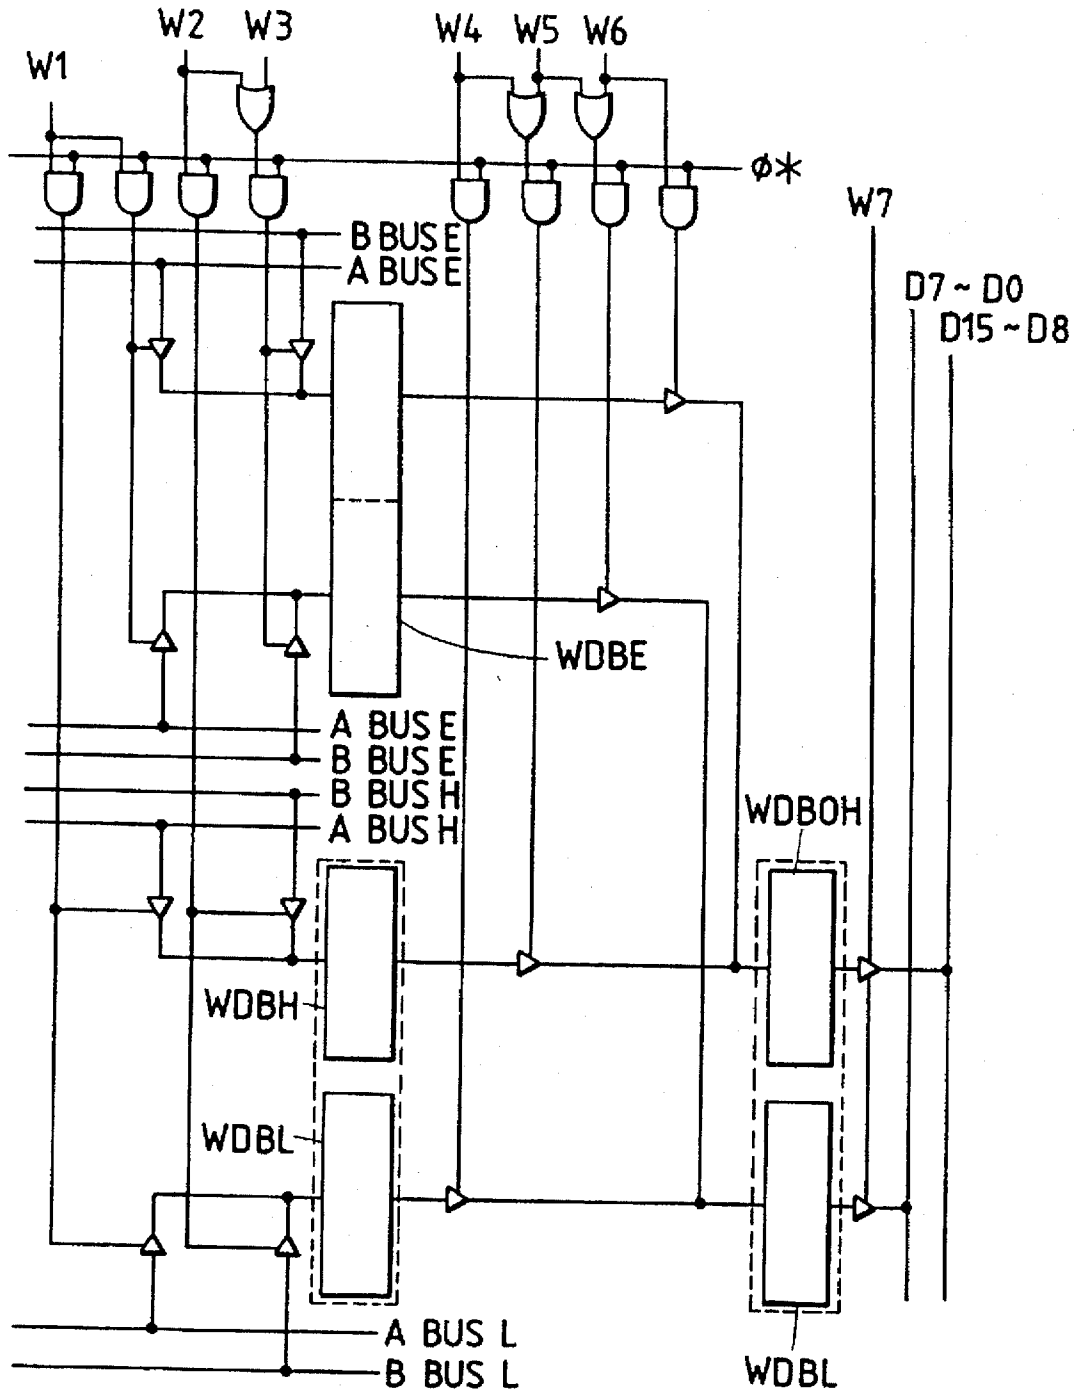 W1
W2
W3
W4
W5
W6
ø*
W7
B BUS E
A BUS E
D7 ~ D0
D15 ~ D8
WDBE
A BUS E
B BUS E
B BUS H
A BUS H
WDBOH
WDBH
WDBL
A BUS L
B BUS L
WDBL